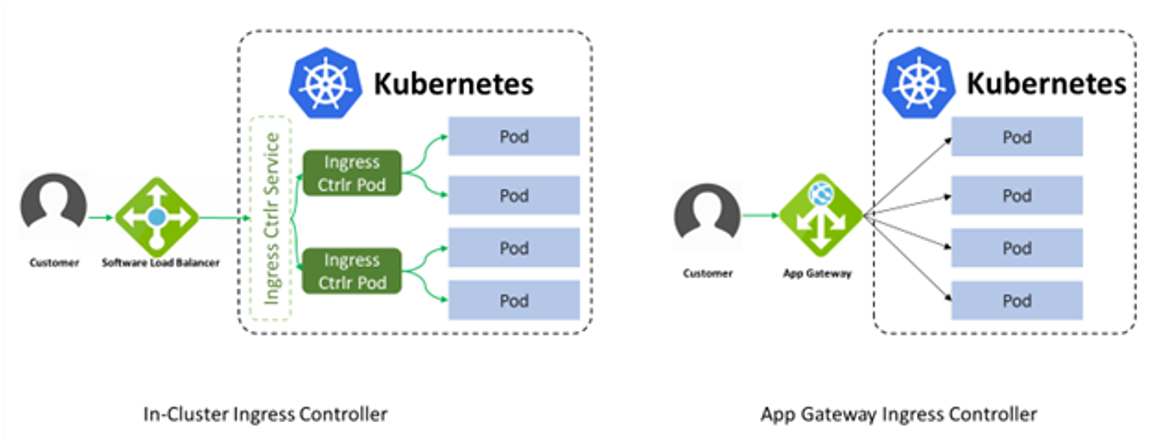 Kubernetes
Ingress Ctrlr Service
Ingress
Ctrlr Pod
Ingress
Ctrlr Pod
Pod
Pod
Pod
Pod
Customer
Software Load Balancer
In-Cluster Ingress Controller
Kubernetes
Pod
Pod
Pod
Pod
Customer
App Gateway
App Gateway Ingress Controller